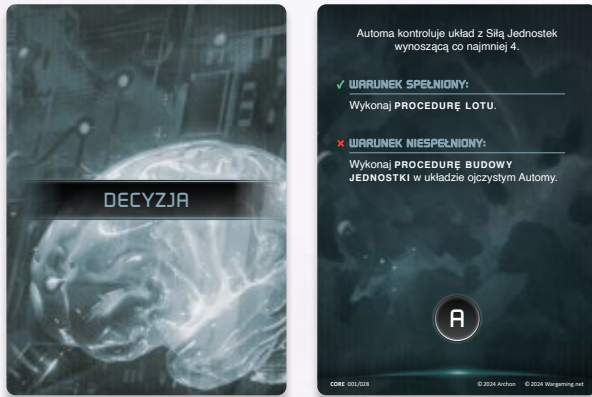 DECYZJA
Automa kontroluje układ z Siłą Jednostek
wynoszącą co najmniej 4.
✓ WARUNEK SPEŁNIONY:
Wykonaj PROCEDURĘ LOTU.
× WARUNEK NIESPEŁNIONY:
Wykonaj PROCEDURĘ BUDOWY
JEDNOSTKI w układzie ojczystym Automy.
A
CORE 001/028 © 2024 Archon © 2024 Wargaming.net